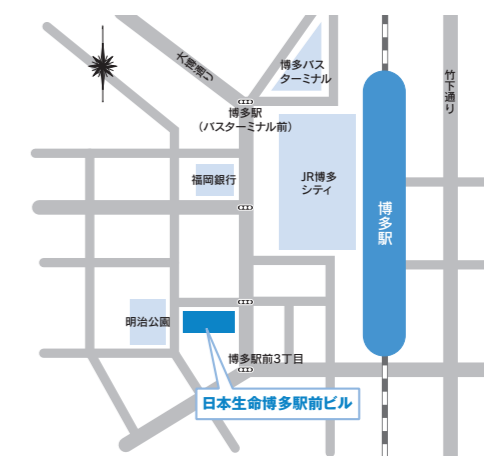 大博通り
博多バス
ターミナル
竹下通り
博多駅
（バスターミナル前）
福岡銀行
JR博多
シティ
博多駅
明治公園
博多駅前3丁目
日本生命博多駅前ビル